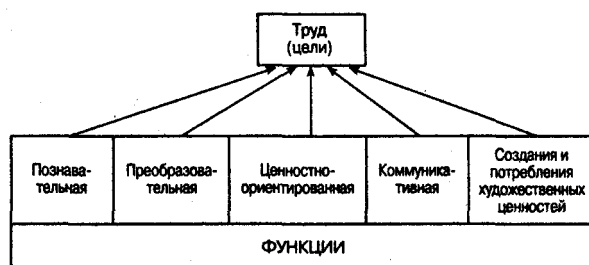 Труд
(цели)
Познава-
тельная
Преобразова-
тельная
Ценностно-
ориентированная
Коммуника-
тивная
Создания и
потребления
художественных
ценностей
ФУНКЦИИ